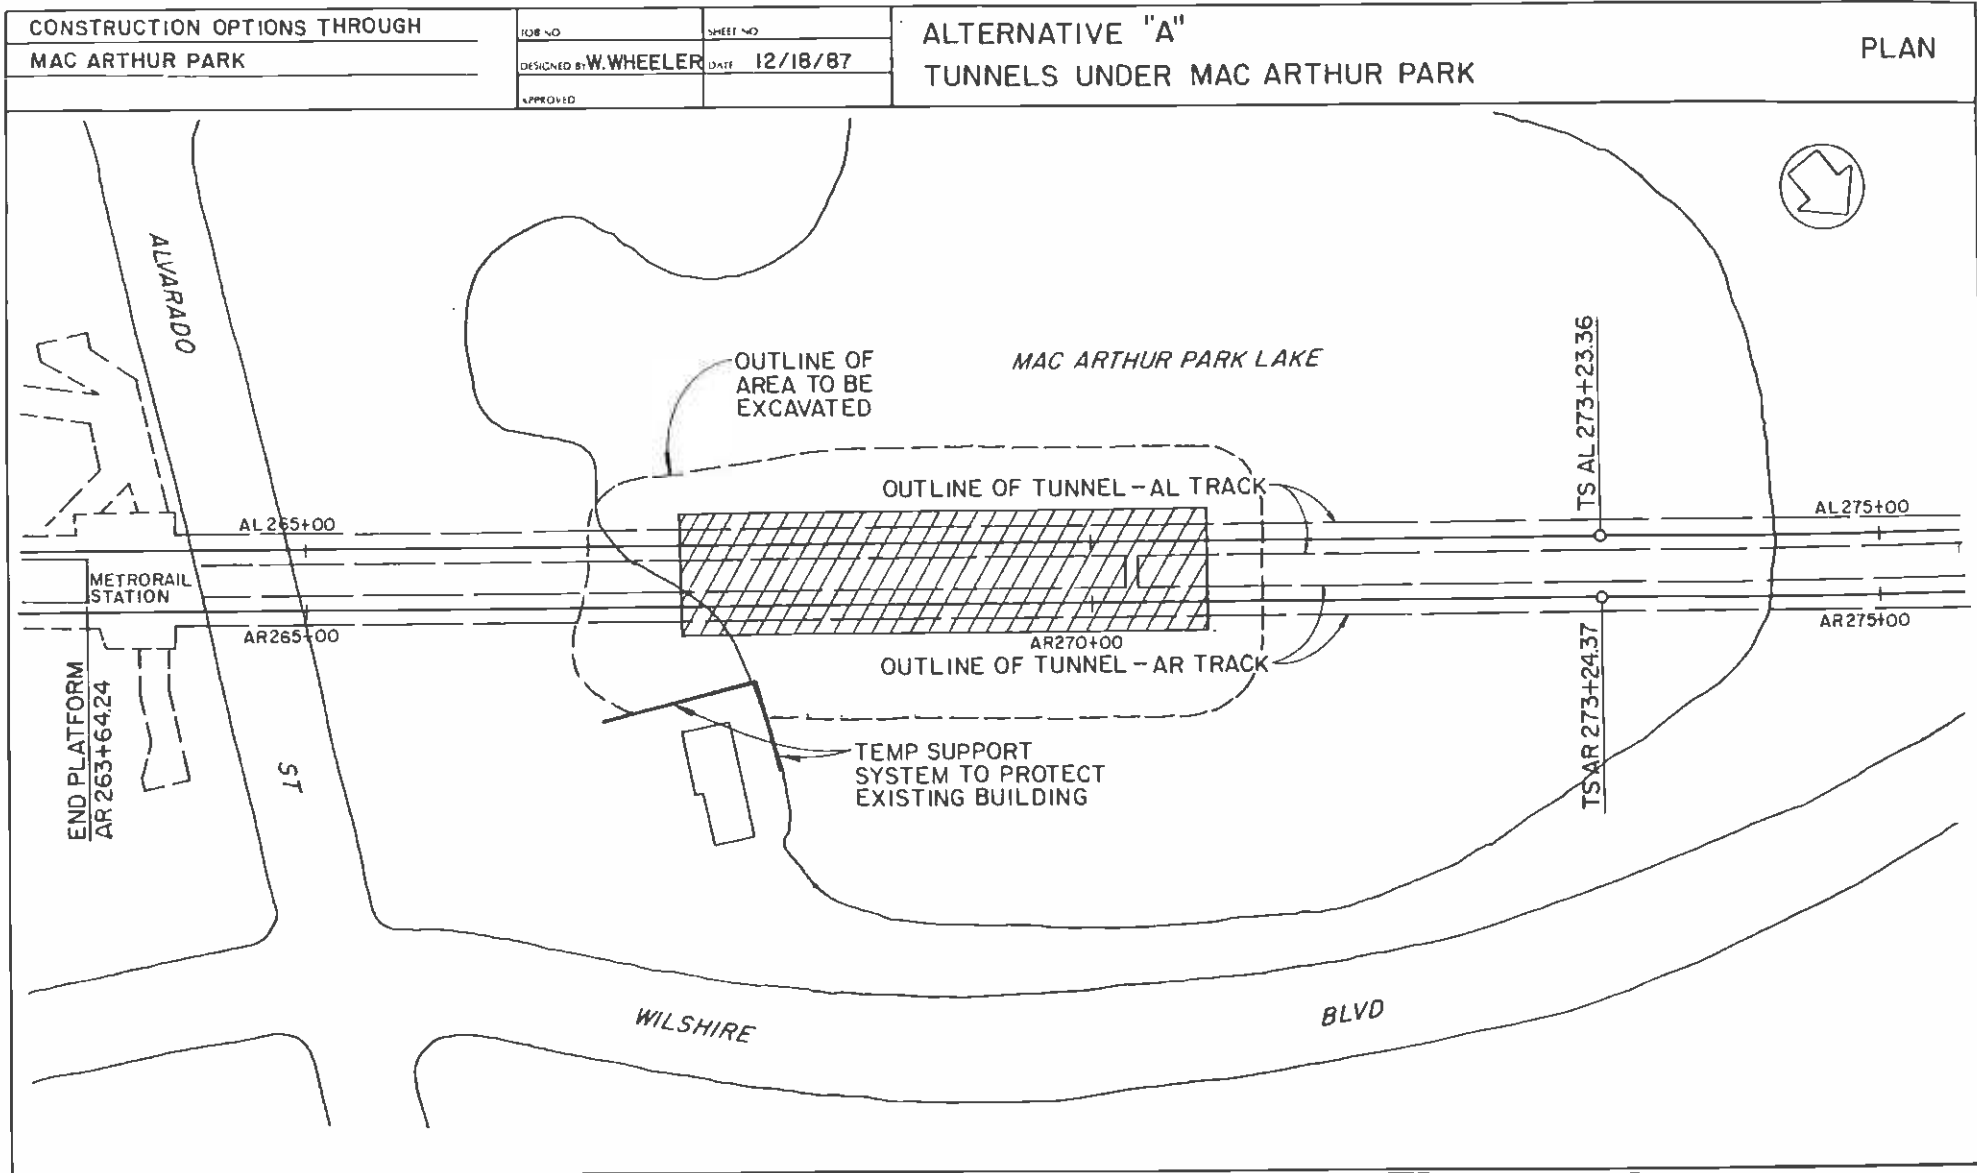 CONSTRUCTION OPTIONS THROUGH
MAC ARTHUR PARK
JOB NO
SHEET NO
DESIGNED BY W. WHEELER
DATE 12/18/87
APPROVED
ALTERNATIVE "A"
TUNNELS UNDER MAC ARTHUR PARK
PLAN
ALVARADO
ST
OUTLINE OF
AREA TO BE
EXCAVATED
MAC ARTHUR PARK LAKE
TS AL 273+23.36
OUTLINE OF TUNNEL-AL TRACK
AL 265+00
AL 275+00
METRORAIL
STATION
AR 265+00
AR 270+00
AR 275+00
OUTLINE OF TUNNEL-AR TRACK
END PLATFORM
AR 263+64.24
TS AR 273+24.37
TEMP SUPPORT
SYSTEM TO PROTECT
EXISTING BUILDING
WILSHIRE
BLVD